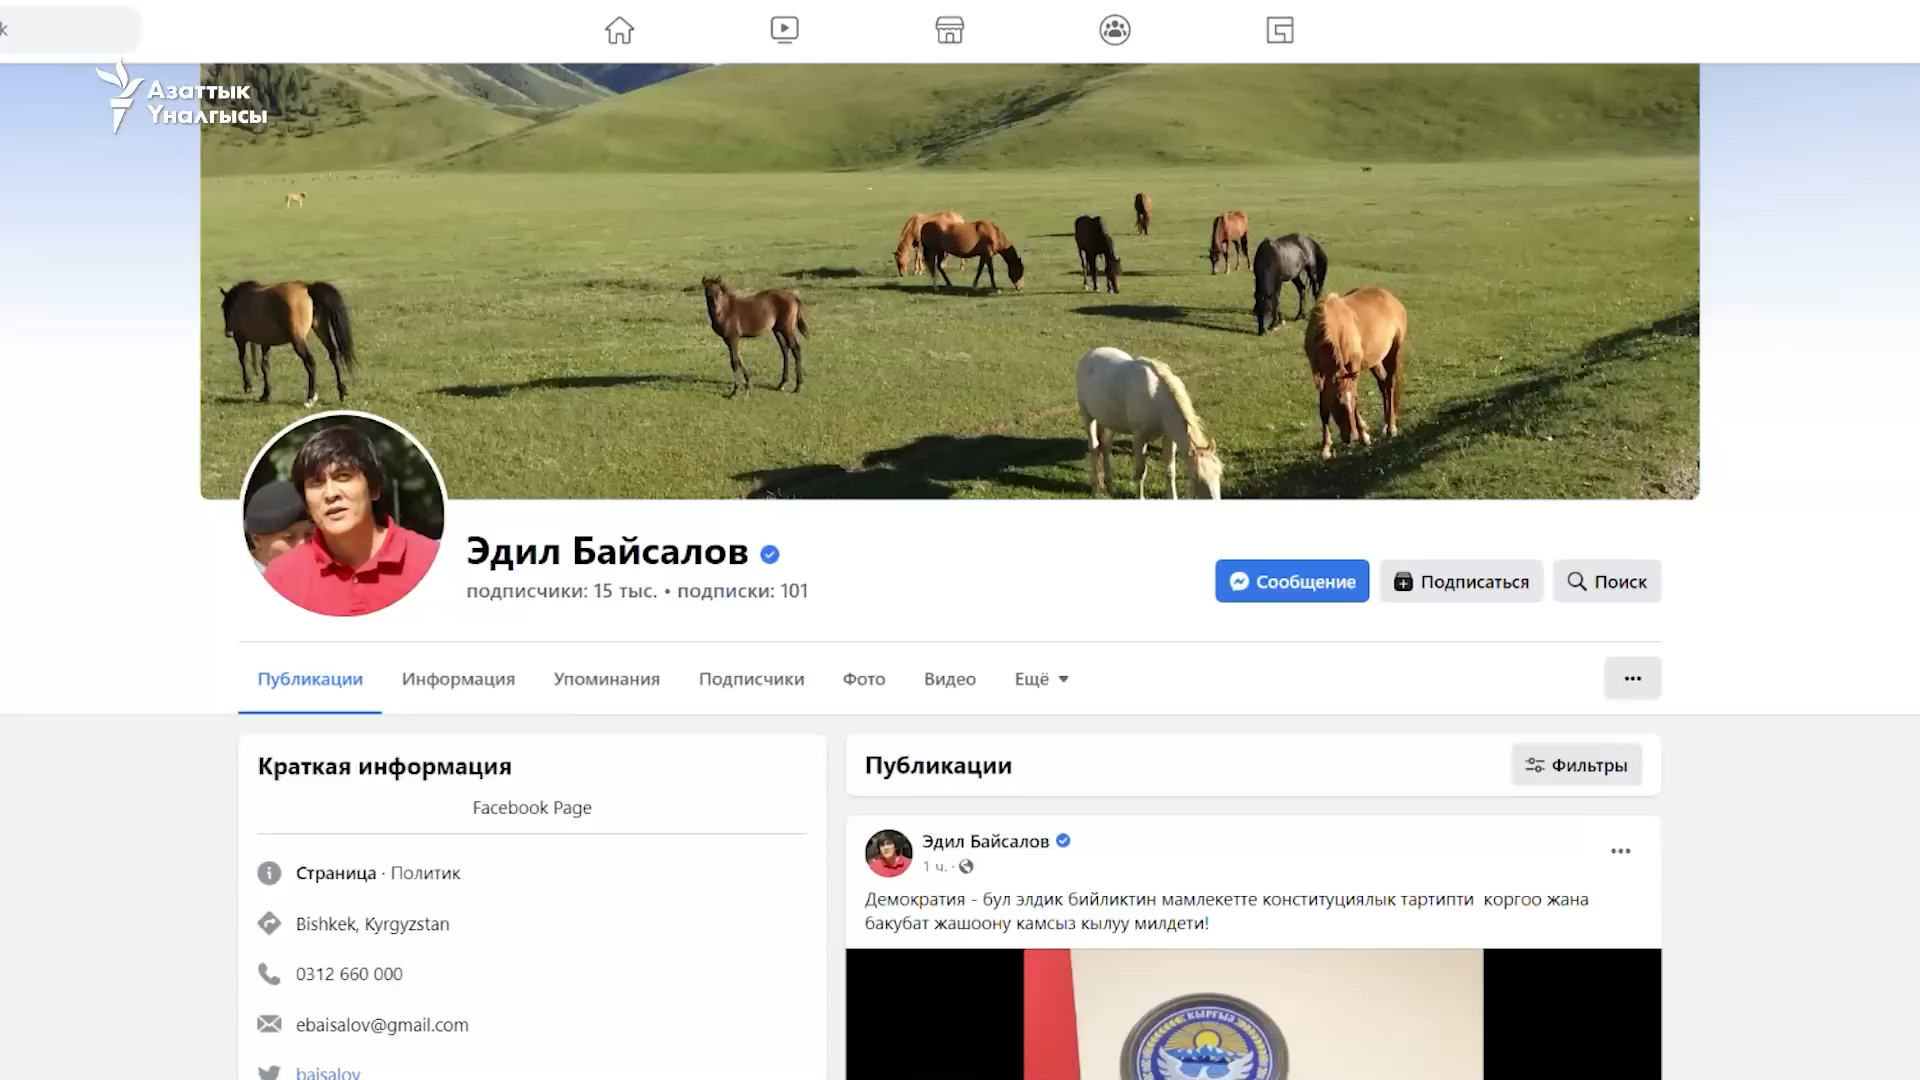 k
Азаттык
Үналгысы
Эдил Байсалов
подписчики: 15 тыс. • подписки: 101
Сообщение
Подписаться
Поиск
Публикации
Информация
Упоминания
Подписчики
Фото
Видео
Ещё
Краткая информация
Facebook Page
Страница · Политик
Bishkek, Kyrgyzstan
0312 660 000
ebaisalov@gmail.com
baisalov
Публикации
Фильтры
Эдил Байсалов
1 ч. ·
Демократия - бул элдик бийликтин мамлекетте конституциялык тартипти коргоо жана
бакубат жашоону камсыз кылуу милдети!
КЫРГЫЗ